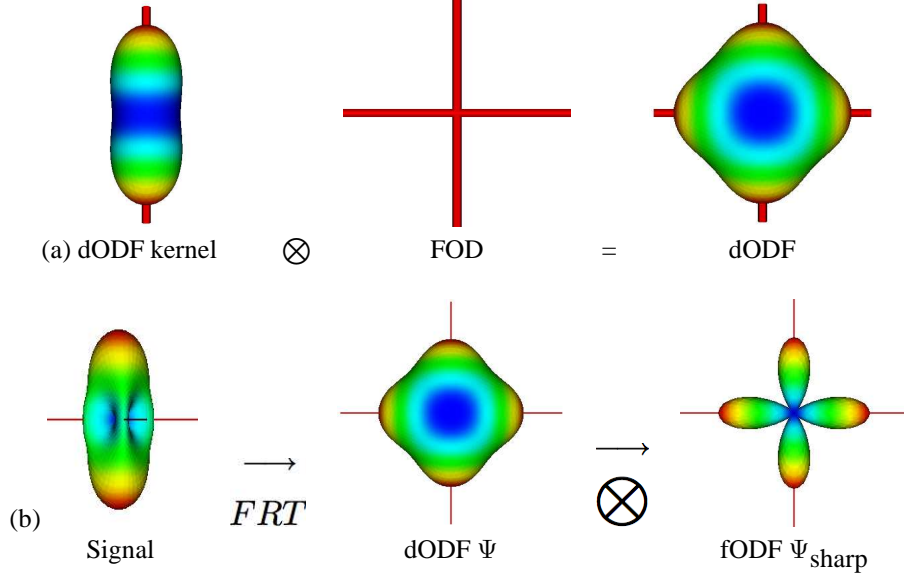 (a) dODF kernel ⊗ FOD = dODF
FRT ⊗
(b)
Signal dODF Ψ fODF Ψsharp